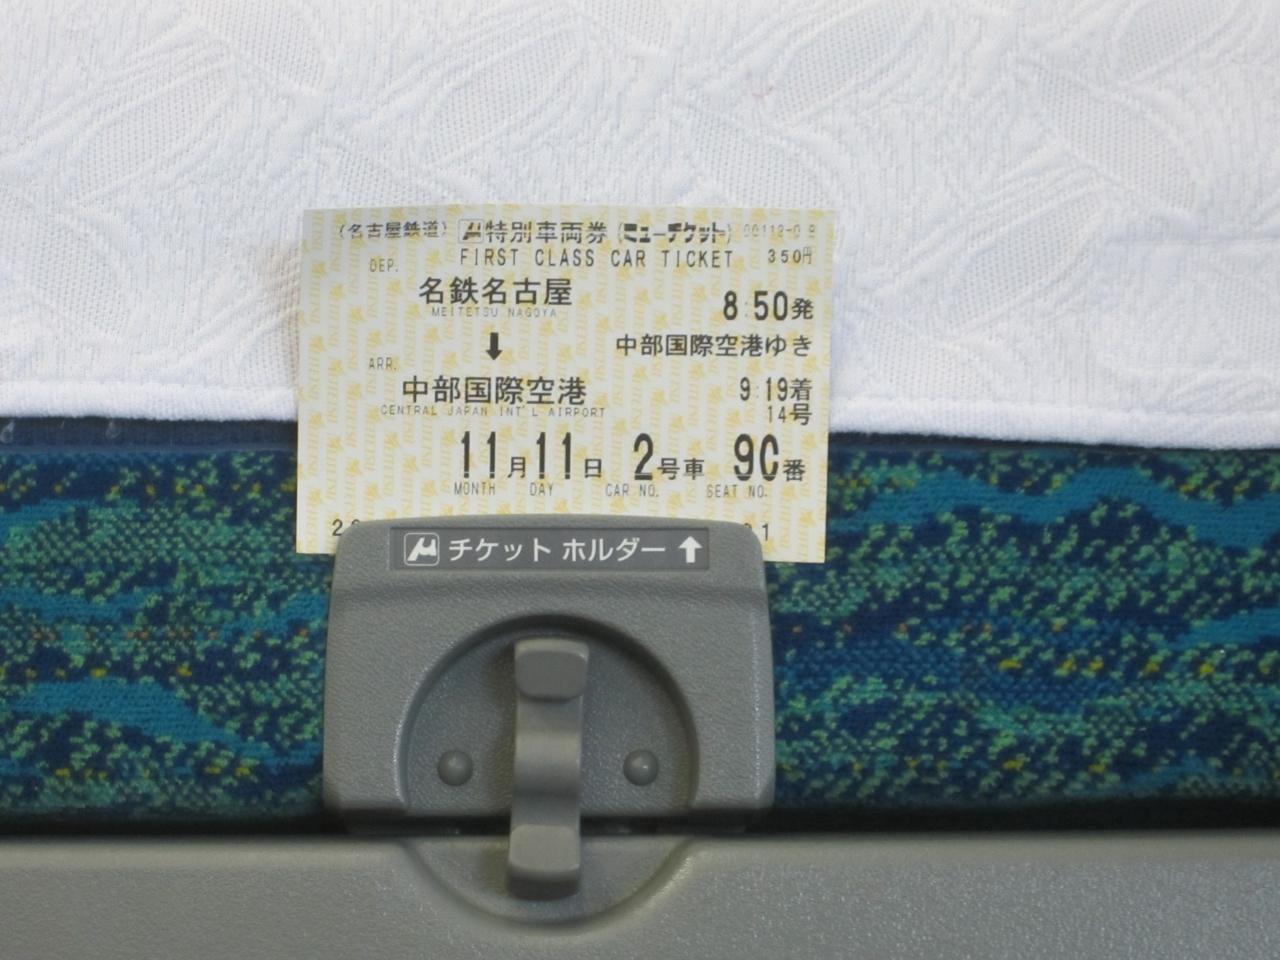 (名古屋鉄道) μ特別車両券(ミューチケット) 00113-09
FIRST CLASS CAR TICKET 350円
DEP.
名鉄名古屋 8:50発
MEITETSU NAGOYA
↓ 中部国際空港ゆき
ARR.
中部国際空港 9:19着
CENTRAL JAPAN INT'L AIRPORT 14号
11月11日 2号車 9C番
MONTH DAY CAR NO. SEAT NO.
μ チケット ホルダー ↑